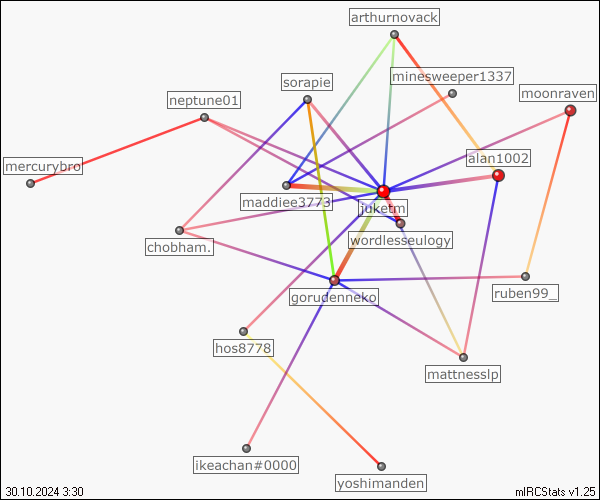 arthurnovack
minesweeper1337
sorapie
moonraven
neptune01
alan1002
mercurybro
maddiee3773
joketm
wordlesseulogy
chobham.
gorudenneko
ruben99_
hos8778
mattnesslp
ikeachan#0000
yoshimanden
30.10.2024 3:30
mIRCStats v1.25